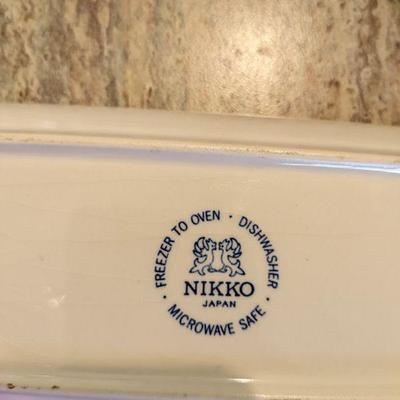 FREEZER TO OVEN · DISHWASHER ·
NIKKO
JAPAN
MICROWAVE SAFE ·